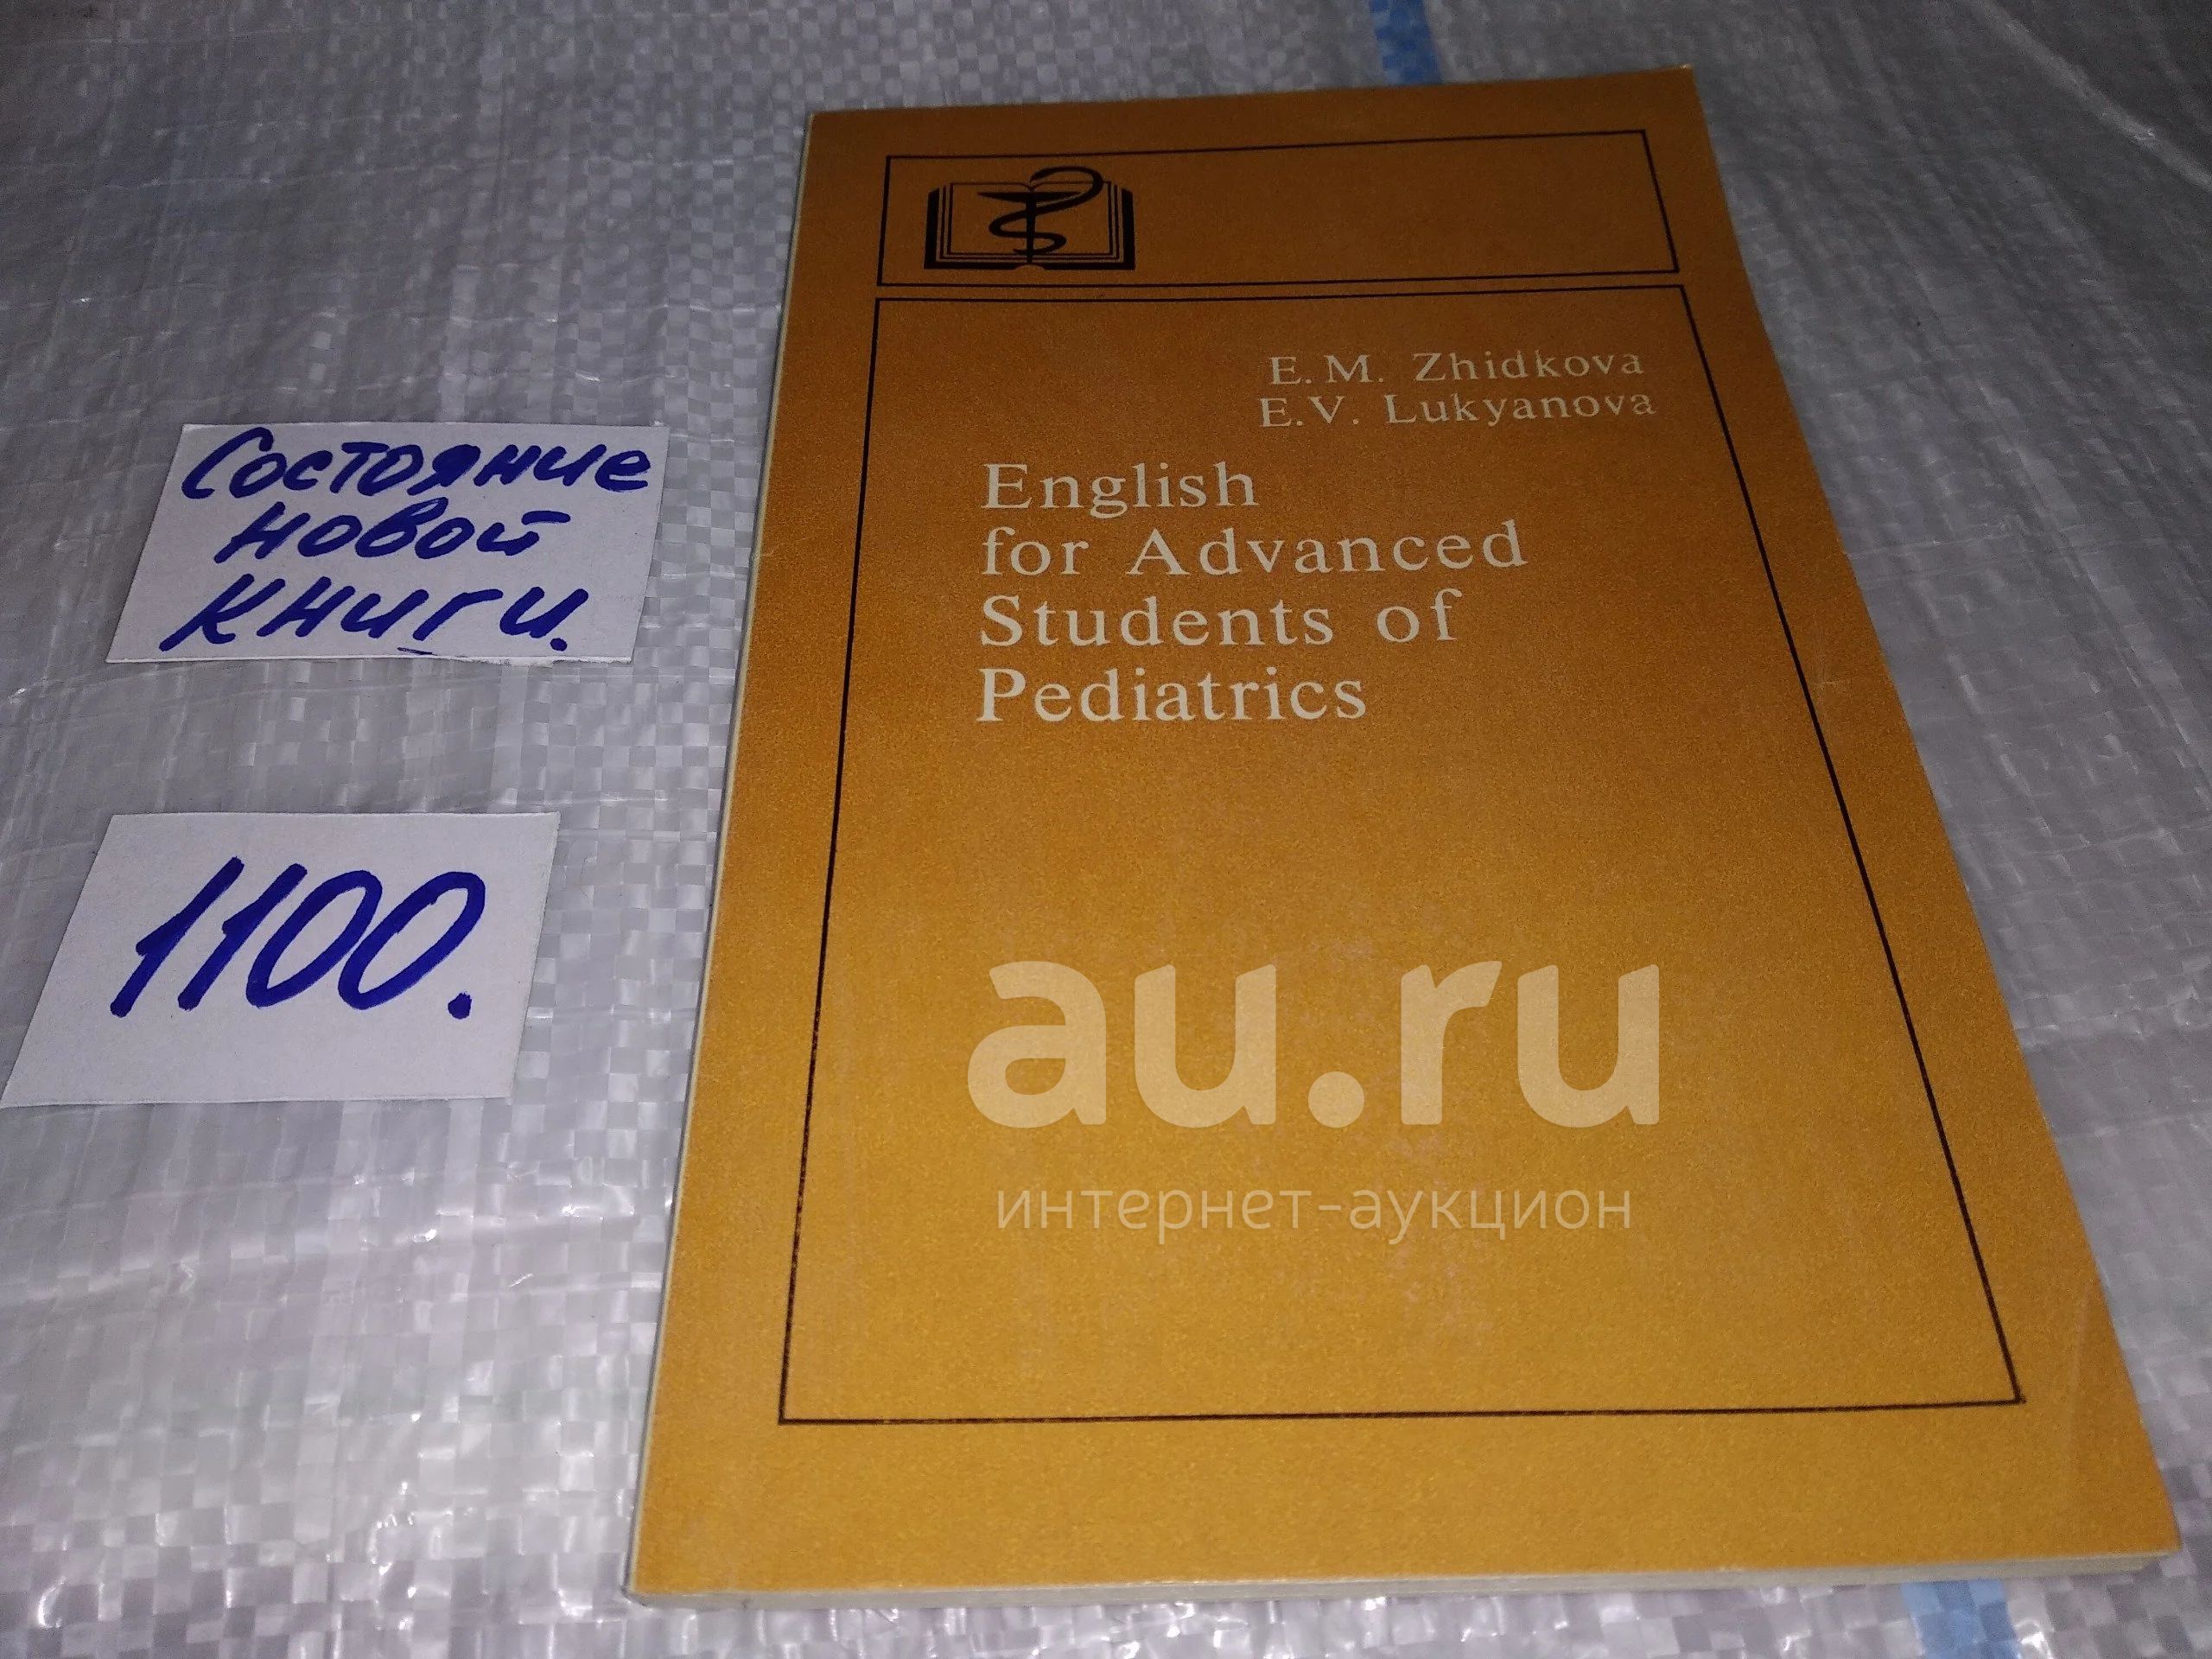 Состояние
новой
книги.
1100.
E. M. Zhidkova
E. V. Lukyanova
English
for Advanced
Students of
Pediatrics
au.ru
интернет-аукцион